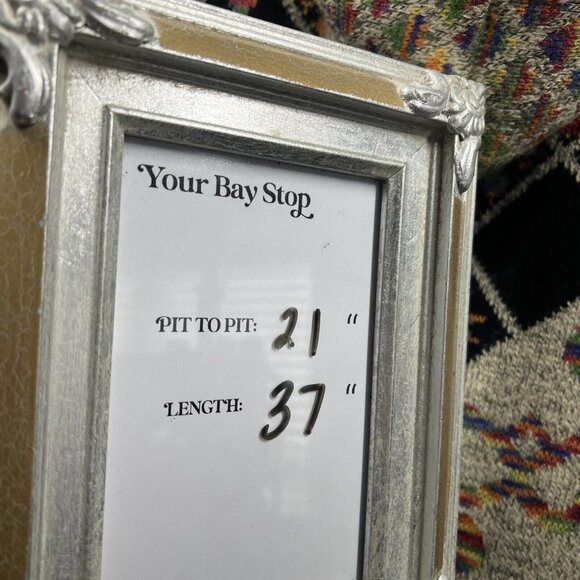 Your Bay Stop
PIT TO PIT: 21 "
LENGTH: 37 "